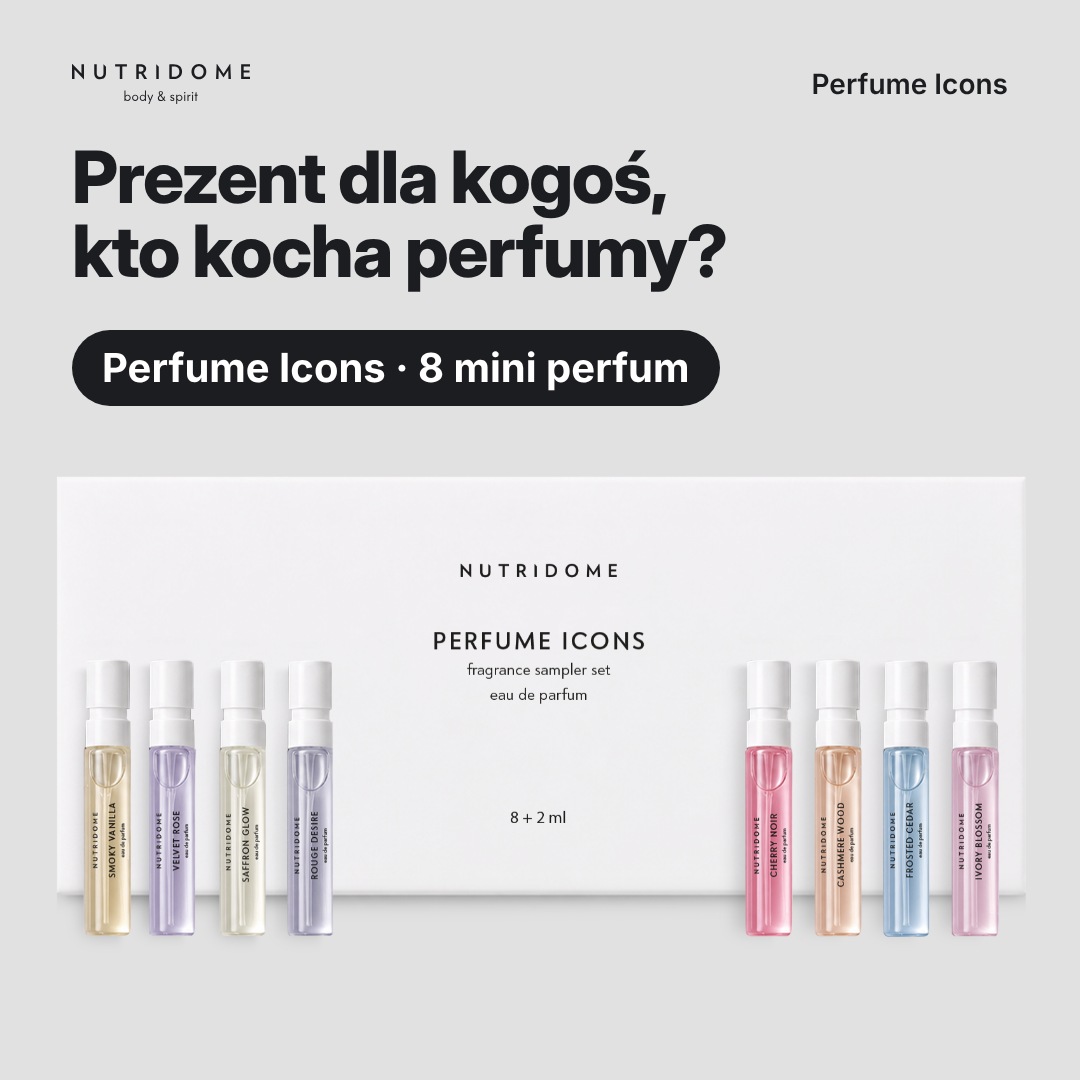 NUTRIDOME
body & spirit
Perfume Icons
Prezent dla kogoś,
kto kocha perfumy?
Perfume Icons · 8 mini perfum
NUTRIDOME
PERFUME ICONS
fragrance sampler set
eau de parfum
8 + 2 ml
NUTRIDOME
SMOKY VANILLA
eau de parfum
NUTRIDOME
VELVET ROSE
eau de parfum
NUTRIDOME
SAFFRON GLOW
eau de parfum
NUTRIDOME
ROUGE DESIRE
eau de parfum
NUTRIDOME
CHERRY NOIR
eau de parfum
NUTRIDOME
CASHMERE WOOD
eau de parfum
NUTRIDOME
FROSTED CEDAR
eau de parfum
NUTRIDOME
IVORY BLOSSOM
eau de parfum